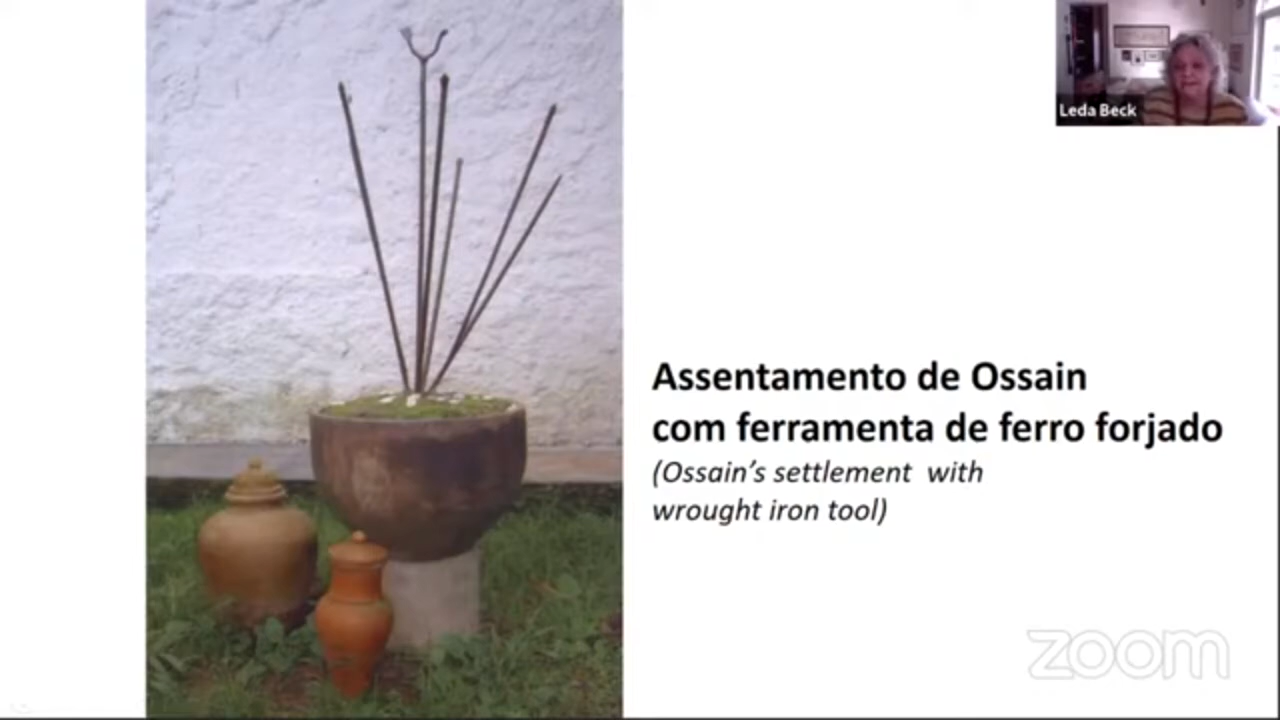 Leda Beck
Assentamento de Ossain
com ferramenta de ferro forjado
(Ossain’s settlement  with
wrought iron tool)
zoom